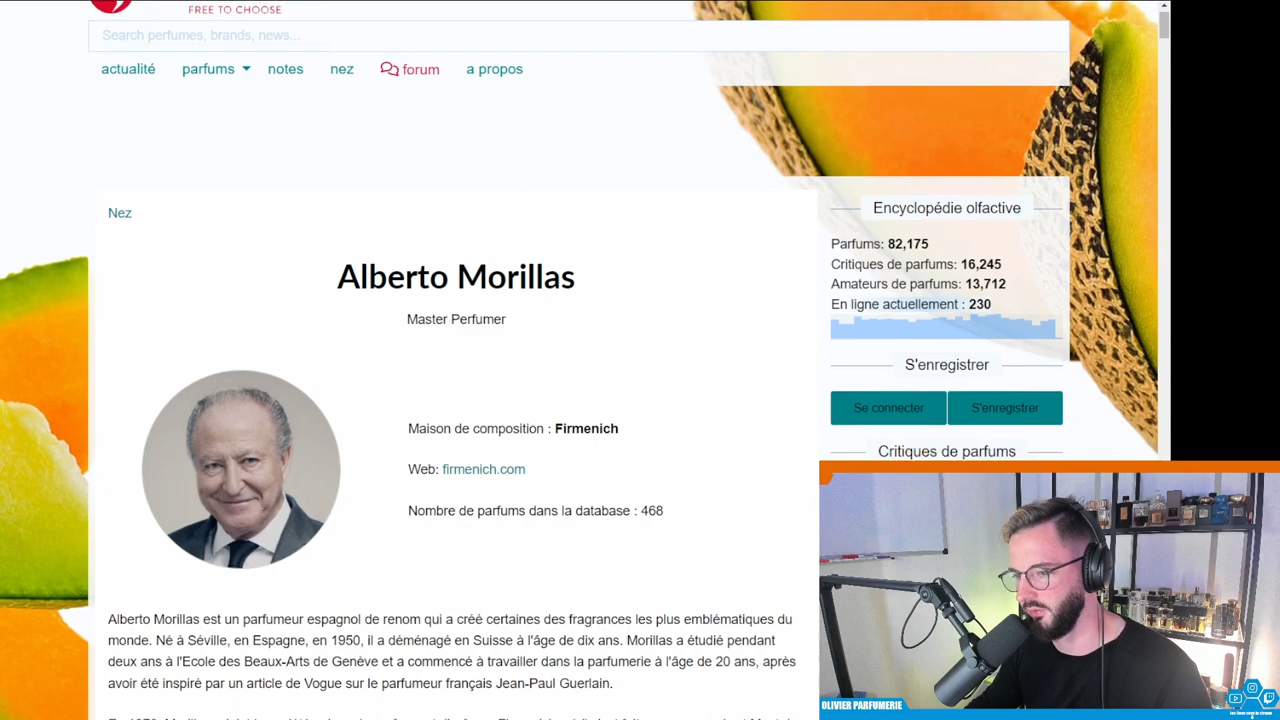 FREE TO CHOOSE
Search perfumes, brands, news...
actualité parfums notes nez forum a propos
Nez
Alberto Morillas
Master Perfumer
Maison de composition : Firmenich
Web: firmenich.com
Nombre de parfums dans la database : 468
Alberto Morillas est un parfumeur espagnol de renom qui a créé certaines des fragrances les plus emblématiques du
monde. Né à Séville, en Espagne, en 1950, il a déménagé en Suisse à l'âge de dix ans. Morillas a étudié pendant
deux ans à l'Ecole des Beaux-Arts de Genève et a commencé à travailler dans la parfumerie à l'âge de 20 ans, après
avoir été inspiré par un article de Vogue sur le parfumeur français Jean-Paul Guerlain.
Encyclopédie olfactive
Parfums: 82,175
Critiques de parfums: 16,245
Amateurs de parfums: 13,712
En ligne actuellement : 230
S'enregistrer
Se connecter S'enregistrer
Critiques de parfums
OLIVIER PARFUMERIE